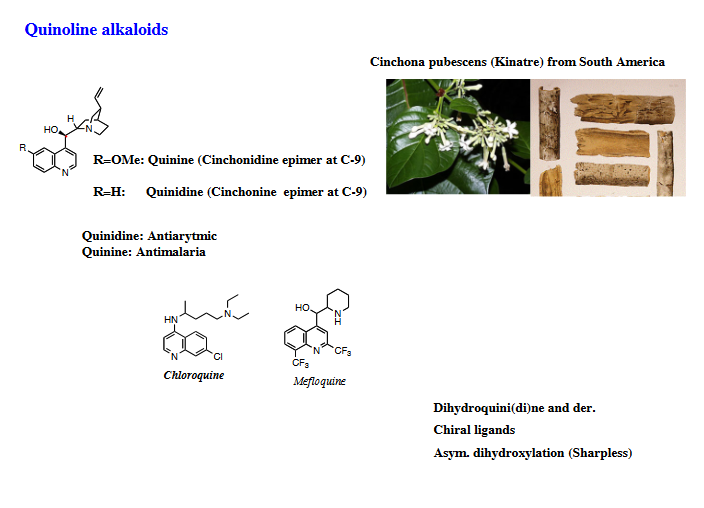 Quinoline alkaloids
Cinchona pubescens (Kinatre) from South America
H
HO
N
R
N
R=OMe: Quinine (Cinchonidine epimer at C-9)
R=H: Quinidine (Cinchonine epimer at C-9)
Quinidine: Antiarytmic
Quinine: Antimalaria
HN
N
N
Cl
Chloroquine
HO
N
H
N
CF3
CF3
Mefloquine
Dihydroquini(di)ne and der.
Chiral ligands
Asym. dihydroxylation (Sharpless)